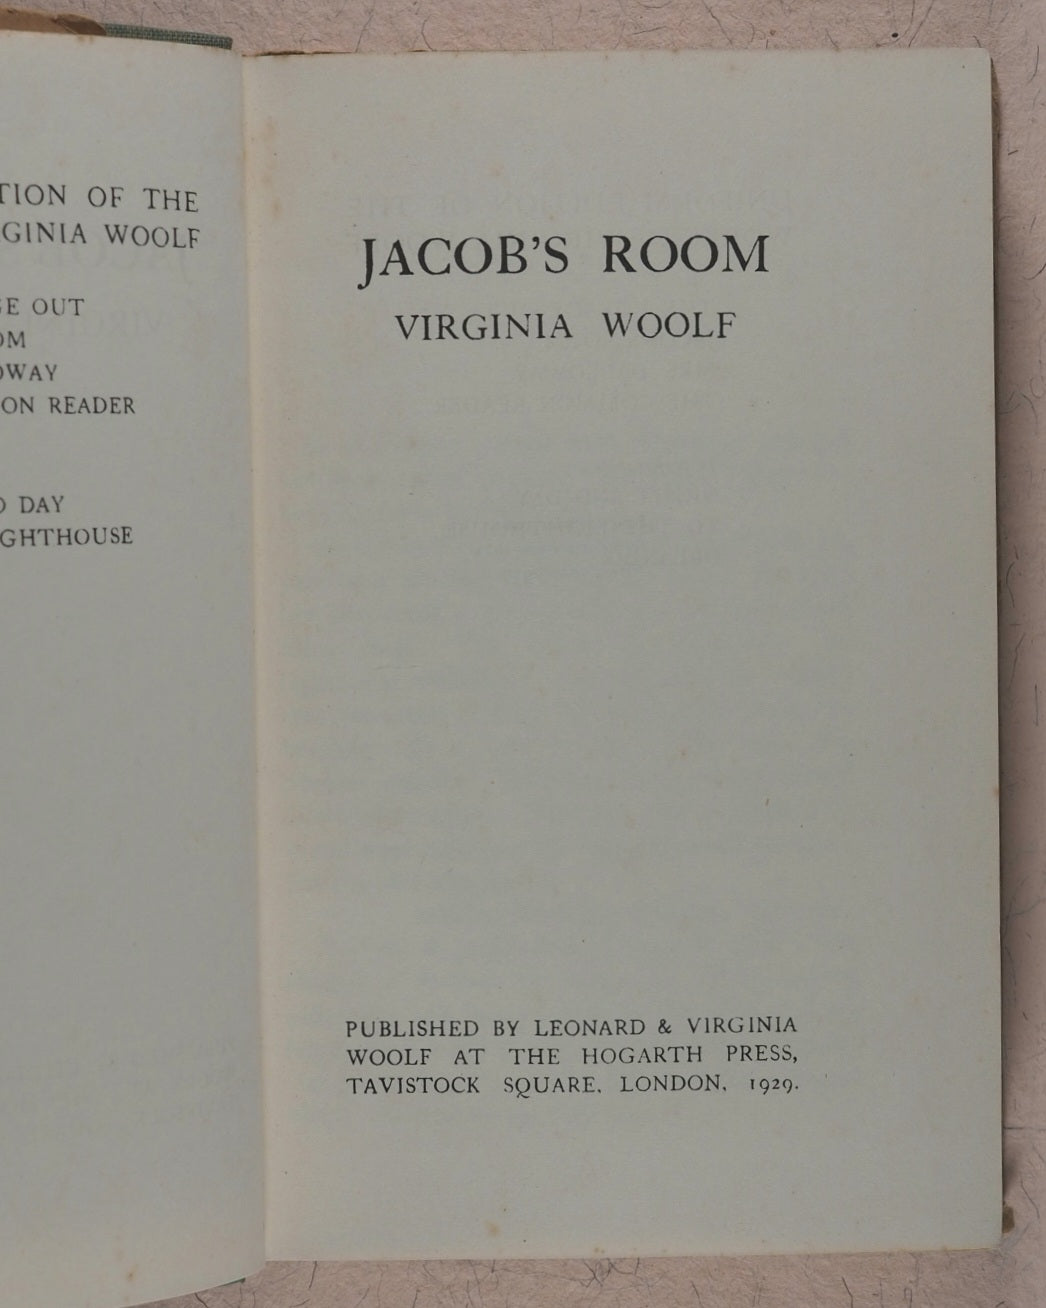 TION OF THE
GINIA WOOLF
GE OUT
OM
OWAY
ON READER
DAY
GHTHOUSE
JACOB'S ROOM
VIRGINIA WOOLF
PUBLISHED BY LEONARD & VIRGINIA
WOOLF AT THE HOGARTH PRESS,
TAVISTOCK SQUARE, LONDON, 1929.